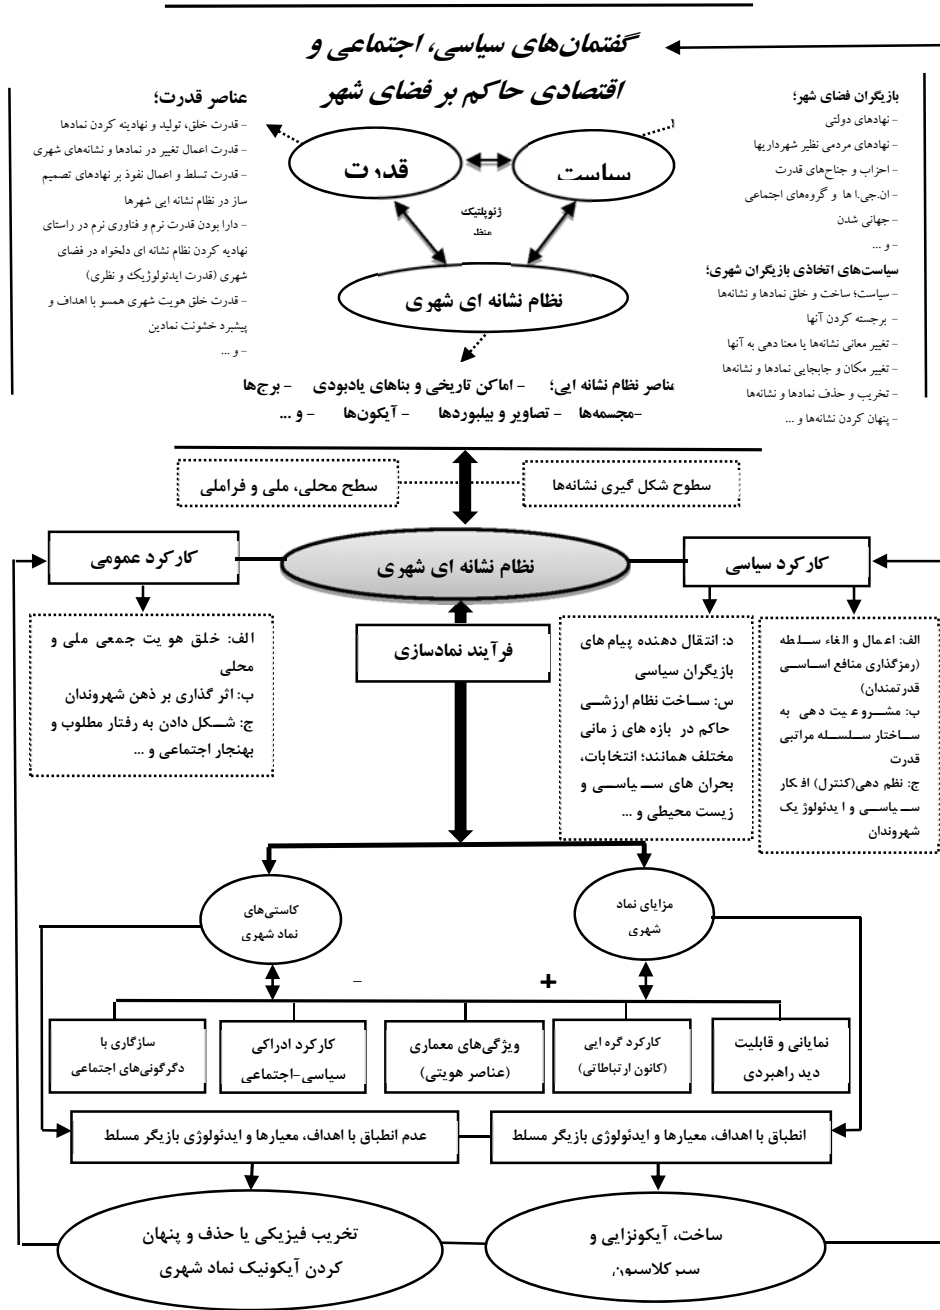 گفتمان‌های سیاسی، اجتماعی و
اقتصادی حاکم بر فضای شهر
بازیگران فضای شهر؛
- نهادهای دولتی
- نهادهای مردمی نظیر شهرداریها
- احزاب و جناح‌های قدرت
-ان.جی.ا ها و گروه‌های اجتماعی
- جهانی شدن
- و ...
سیاست‌های اتخاذی بازیگران شهری؛
- سیاست؛ ساخت و خلق نمادها و نشانه‌ها
- برجسته کردن آنها
- تغییر معانی نشانه‌ها یا معنا دهی به آنها
- تغییر مکان و جابجایی نمادها و نشانه‌ها
- تخریب و حذف نمادها و نشانه‌ها
- پنهان کردن نشانه‌ها و ...
سیاست
قدرت
ژئوپلیتیک
نظام نشانه ای شهری
عناصر قدرت؛
- قدرت خلق، تولید و نهادینه کردن نمادها
- قدرت اعمال تغییر در نمادها و نشانه‌های شهری
- قدرت تسلط و اعمال نفوذ بر نهادهای تصمیم
ساز در نظام نشانه ایی شهرها
- دارا بودن قدرت نرم و فناوری نرم در راستای
نهادیه کردن نظام نشانه ای دلخواه در فضای
شهری (قدرت ایدئولوژیک و نظری)
- قدرت خلق هویت شهری همسو با اهداف و
پیشبرد خشونت نمادین
- و ...
عناصر نظام نشانه ایی؛ - اماکن تاریخی و بناهای یادبودی - برج‌ها
-مجسمه‌ها - تصاویر و بیلبوردها - آیکون‌ها - و ...
سطوح شکل گیری نشانه‌ها
سطح محلی، ملی و فراملی
کارکرد سیاسی
نظام نشانه ای شهری
کارکرد عمومی
الف: اعمال و الغاء سلطه
(رمزگذاری منافع اساسی
قدرتمندان)
ب: مشروعیت دهی به
ساختار سلسله مراتبی
قدرت
ج: نظم دهی(کنترل) افکار
سیاسی و ایدئولوژیک
شهروندان
د: انتقال دهنده پیام های
بازیگران سیاسی
س: ساخت نظام ارزشی
حاکم در بازه های زمانی
مختلف همانند؛ انتخابات،
بحران های سیاسی و
زیست محیطی و ...
فرآیند نمادسازی
الف: خلق هویت جمعی ملی و
محلی
ب: اثر گذاری بر ذهن شهروندان
ج: شکل دادن به رفتار مطلوب و
بهنجار اجتماعی و ...
مزایای نماد
شهری
کاستی‌های
نماد شهری
+
-
نمایانی و قابلیت
دید راهبردی
کارکرد گره ایی
(کانون ارتباطاتی)
ویژگی‌های معماری
(عناصر هویتی)
کارکرد ادراکی
سیاسی-اجتماعی
سازگاری با
دگرگونی‌های اجتماعی
انطباق با اهداف، معیارها و ایدئولوژی بازیگر مسلط
عدم انطباق با اهداف، معیارها و ایدئولوژی بازیگر مسلط
ساخت، آیکونزایی و
سیرکلاسیون
تخریب فیزیکی یا حذف و پنهان
کردن آیکونیک نماد شهری